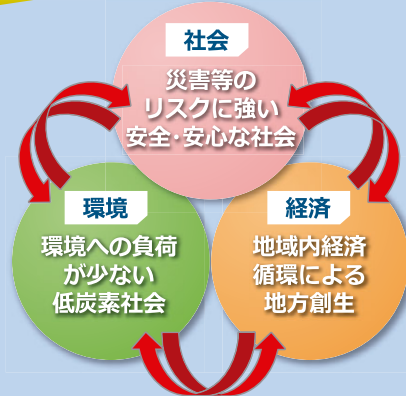 社会
災害等の
リスクに強い
安全・安心な社会
環境
環境への負荷
が少ない
低炭素社会
経済
地域内経済
循環による
地方創生